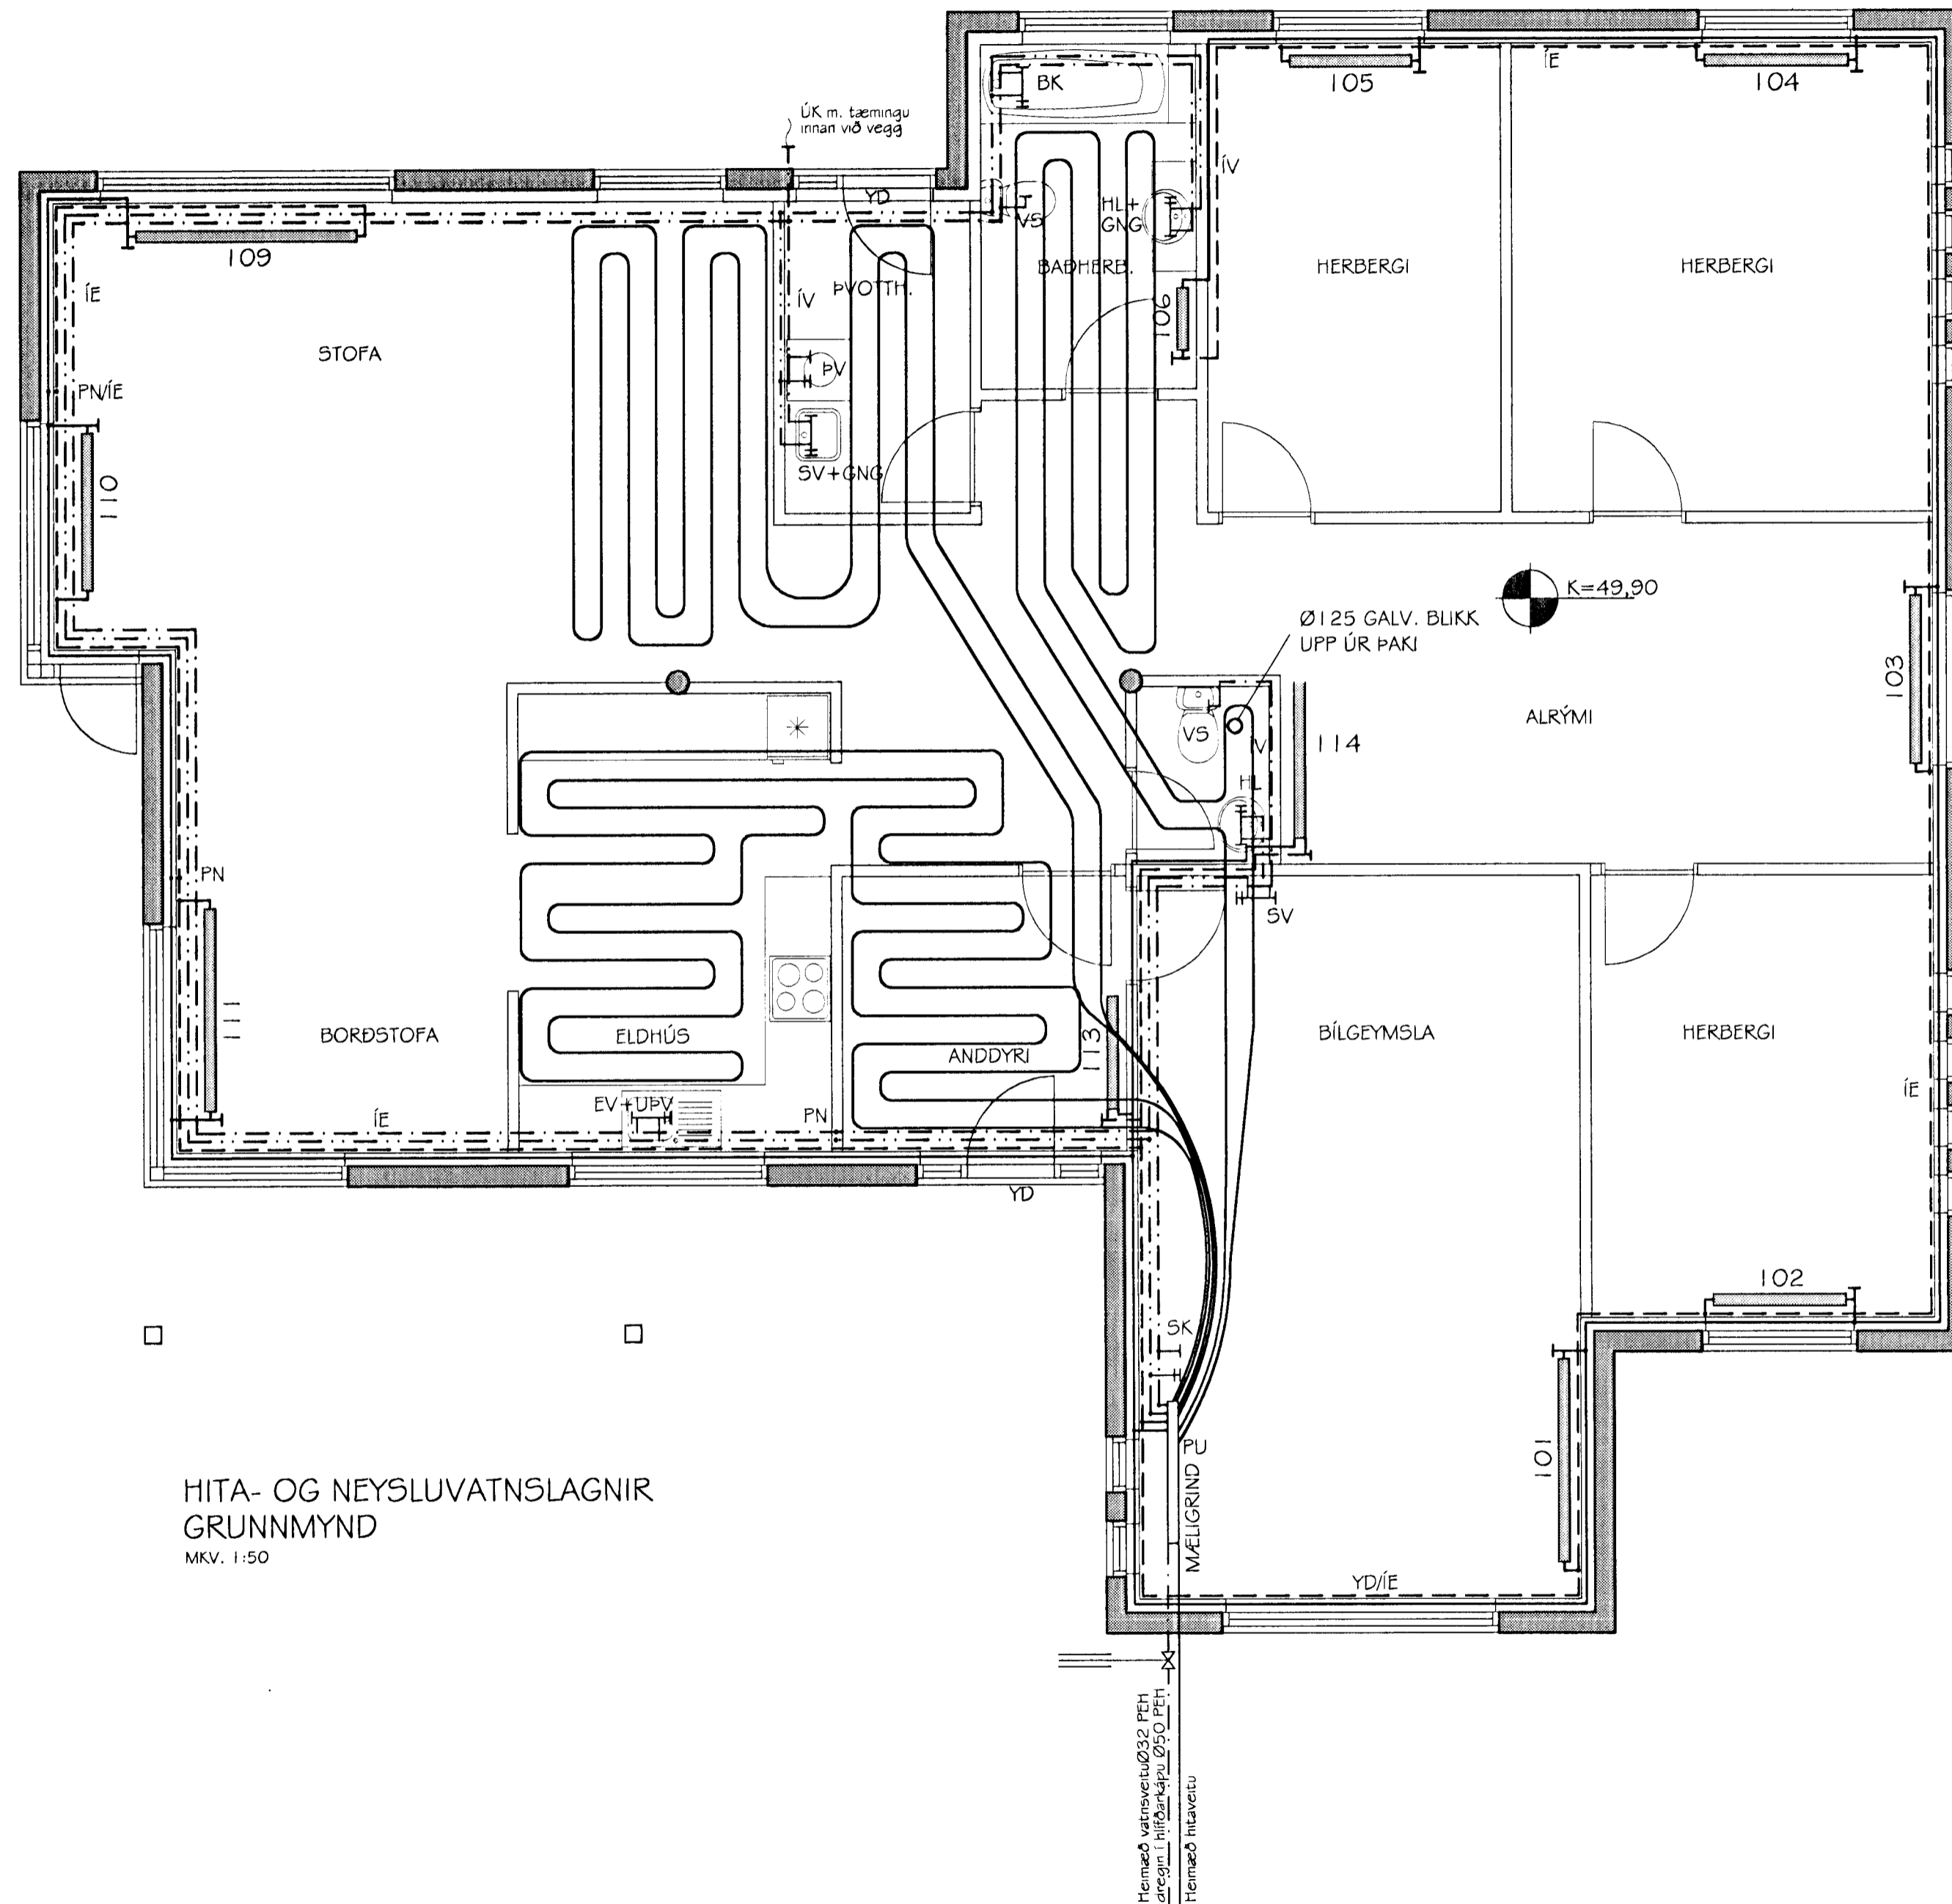 ÚK m. tæmingu
innan við vegg
BK
105
ÍE
104
ÍV
YD
VS
HL+
GNG
109
BAÐHERB.
HERBERGI
HERBERGI
ÍE
ÍV
ÞVOTTH.
106
STOFA
ÞV
PN/ÍE
SV+GNG
110
K=49,90
Ø125 GALV. BLIKK
UPP ÚR ÞAKI
103
ALRÝMI
VS
114
HL
PN
SV
111
BORÐSTOFA
ELDHÚS
ANDDYRI
113
BÍLGEYMSLA
HERBERGI
ÍE
EV+UÞV
PN
ÍE
YD
102
SK
101
PU
MÆLIGRIND
HITA- OG NEYSLUVATNSLAGNIR
GRUNNMYND
MKV. 1:50
YD/ÍE
Heimæð vatnsveituØ32 PEH
dregin í hlífðarkápu Ø50 PEH
Heimæð hitaveitu